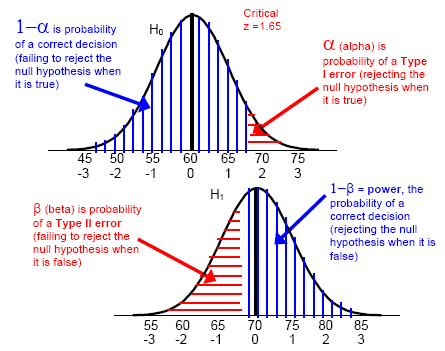 1−α is probability
of a correct decision
(failing to reject the
null hypothesis when
it is true)
H₀
Critical
z =1.65
α (alpha) is
probability of a Type
I error (rejecting the
null hypothesis when
it is true)
45 50 55 60 65 70 75
-3 -2 -1 0 1 2 3
β (beta) is probability
of a Type II error
(failing to reject the
null hypothesis when
it is false)
H₁
1−β = power, the
probability of a
correct decision
(rejecting the null
hypothesis when it is
false)
55 60 65 70 75 80 85
-3 -2 -1 0 1 2 3